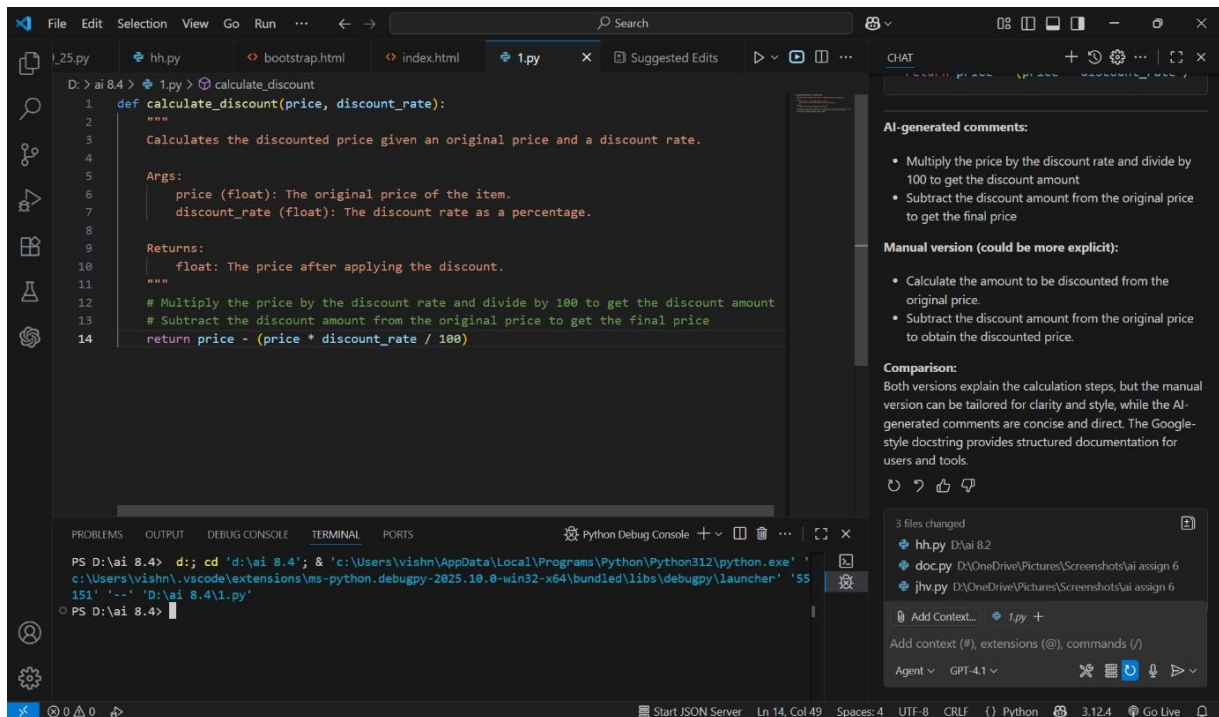 File Edit Selection View Go Run ··· Search
_25.py hh.py bootstrap.html index.html 1.py Suggested Edits
D: > ai 8.4 > 1.py > calculate_discount
1 def calculate_discount(price, discount_rate):
2 """
3 Calculates the discounted price given an original price and a discount rate.
4
5 Args:
6 price (float): The original price of the item.
7 discount_rate (float): The discount rate as a percentage.
8
9 Returns:
10 float: The price after applying the discount.
11 """
12 # Multiply the price by the discount rate and divide by 100 to get the discount amount
13 # Subtract the discount amount from the original price to get the final price
14 return price - (price * discount_rate / 100)
PROBLEMS OUTPUT DEBUG CONSOLE TERMINAL PORTS Python Debug Console
PS D:\ai 8.4> d:; cd 'd:\ai 8.4'; & 'c:\Users\vishn\AppData\Local\Programs\Python\Python312\python.exe' '
c:\Users\vishn\.vscode\extensions\ms-python.debugpy-2025.10.0-win32-x64\bundled\libs\debugpy\launcher' '55
151' '--' 'D:\ai 8.4\1.py'
PS D:\ai 8.4>
CHAT
AI-generated comments:
• Multiply the price by the discount rate and divide by
100 to get the discount amount
• Subtract the discount amount from the original price
to get the final price
Manual version (could be more explicit):
• Calculate the amount to be discounted from the
original price.
• Subtract the discount amount from the original price
to obtain the discounted price.
Comparison:
Both versions explain the calculation steps, but the manual
version can be tailored for clarity and style, while the AI-
generated comments are concise and direct. The Google-
style docstring provides structured documentation for
users and tools.
3 files changed
hh.py D:\ai 8.2
doc.py D:\OneDrive\Pictures\Screenshots\ai assign 6
jhv.py D:\OneDrive\Pictures\Screenshots\ai assign 6
Add Context... 1.py +
Add context (#), extensions (@), commands (/)
Agent GPT-4.1
0 0 0 Start JSON Server Ln 14, Col 49 Spaces: 4 UTF-8 CRLF {} Python 3.12.4 Go Live